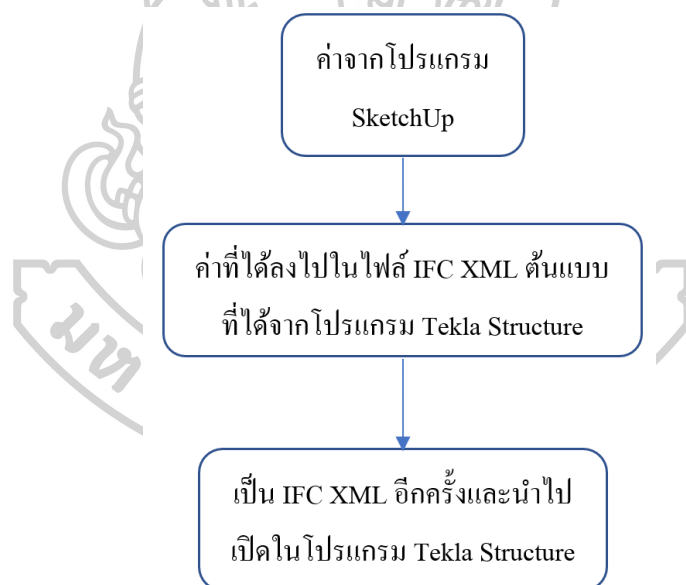 ค่าจากโปรแกรม
SketchUp
ค่าที่ได้ลงไปในไฟล์ IFC XML ต้นแบบ
ที่ได้จากโปรแกรม Tekla Structure
เป็น IFC XML อีกครั้งและนำไป
เปิดในโปรแกรม Tekla Structure